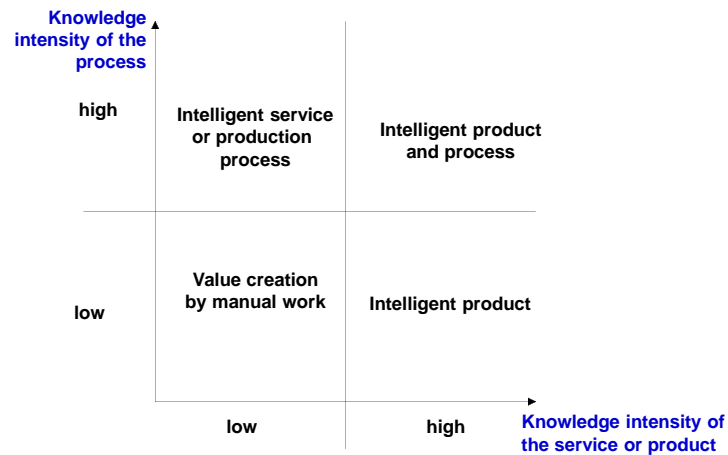 Knowledge
intensity of the
process
high
Intelligent service
or production
process
Intelligent product
and process
low
Value creation
by manual work
Intelligent product
low
high
Knowledge intensity of
the service or product